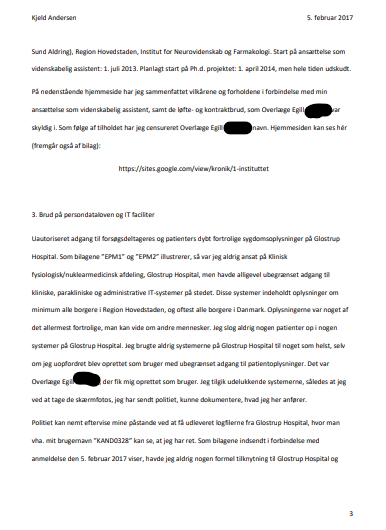 Kjeld Andersen 5. februar 2017
Sund Aldring), Region Hovedstaden, Institut for Neurovidenskab og Farmakologi. Start på ansættelse som
videnskabelig assistent: 1. juli 2013. Planlagt start på Ph.d. projektet: 1. april 2014, men hele tiden udskudt.
På nedenstående hjemmeside har jeg sammenfattet vilkårene og forholdene i forbindelse med min
ansættelse som videnskabelig assistent, samt de løfte- og kontraktbrud, som Overlæge Egill var
skyldig i. Som følge af tilholdet har jeg censureret Overlæge Egill navn. Hjemmesiden kan ses hér
(fremgår også af bilag):
https://sites.google.com/view/kronik/1-instituttet
3. Brud på persondataloven og IT faciliter
Uautoriseret adgang til forsøgsdeltageres og patienters dybt fortrolige sygdomsoplysninger på Glostrup
Hospital. Som bilagene "EPM1" og "EPM2" illustrerer, så var jeg aldrig ansat på Klinisk
fysiologisk/nuklearmedicinsk afdeling, Glostrup Hospital, men havde alligevel ubegrænset adgang til
kliniske, parakliniske og administrative IT-systemer på stedet. Disse systemer indeholdt oplysninger om
minimum alle borgere i Region Hovedstaden, og oftest alle borgere i Danmark. Oplysningerne var noget af
det allermest fortrolige, man kan vide om andre mennesker. Jeg slog aldrig nogen patienter op i nogen
systemer på Glostrup Hospital. Jeg brugte aldrig systemerne på Glostrup Hospital til noget som helst, selv
om jeg uopfordret blev oprettet som bruger med ubegrænset adgang til patientoplysninger. Det var
Overlæge Egill , der fik mig oprettet som bruger. Jeg tilgik udelukkende systemerne, således at jeg
ved at tage de skærmfotos, jeg har sendt politiet, kunne dokumentere, hvad jeg her anfører.
Politiet kan nemt eftervise mine påstande ved at få udleveret logfilerne fra Glostrup Hospital, hvor man
vha. mit brugernavn "KAND0328" kan se, at jeg har ret. Som bilagene indsendt i forbindelse med
anmeldelse den 5. februar 2017 viser, havde jeg aldrig nogen formel tilknytning til Glostrup Hospital og
3